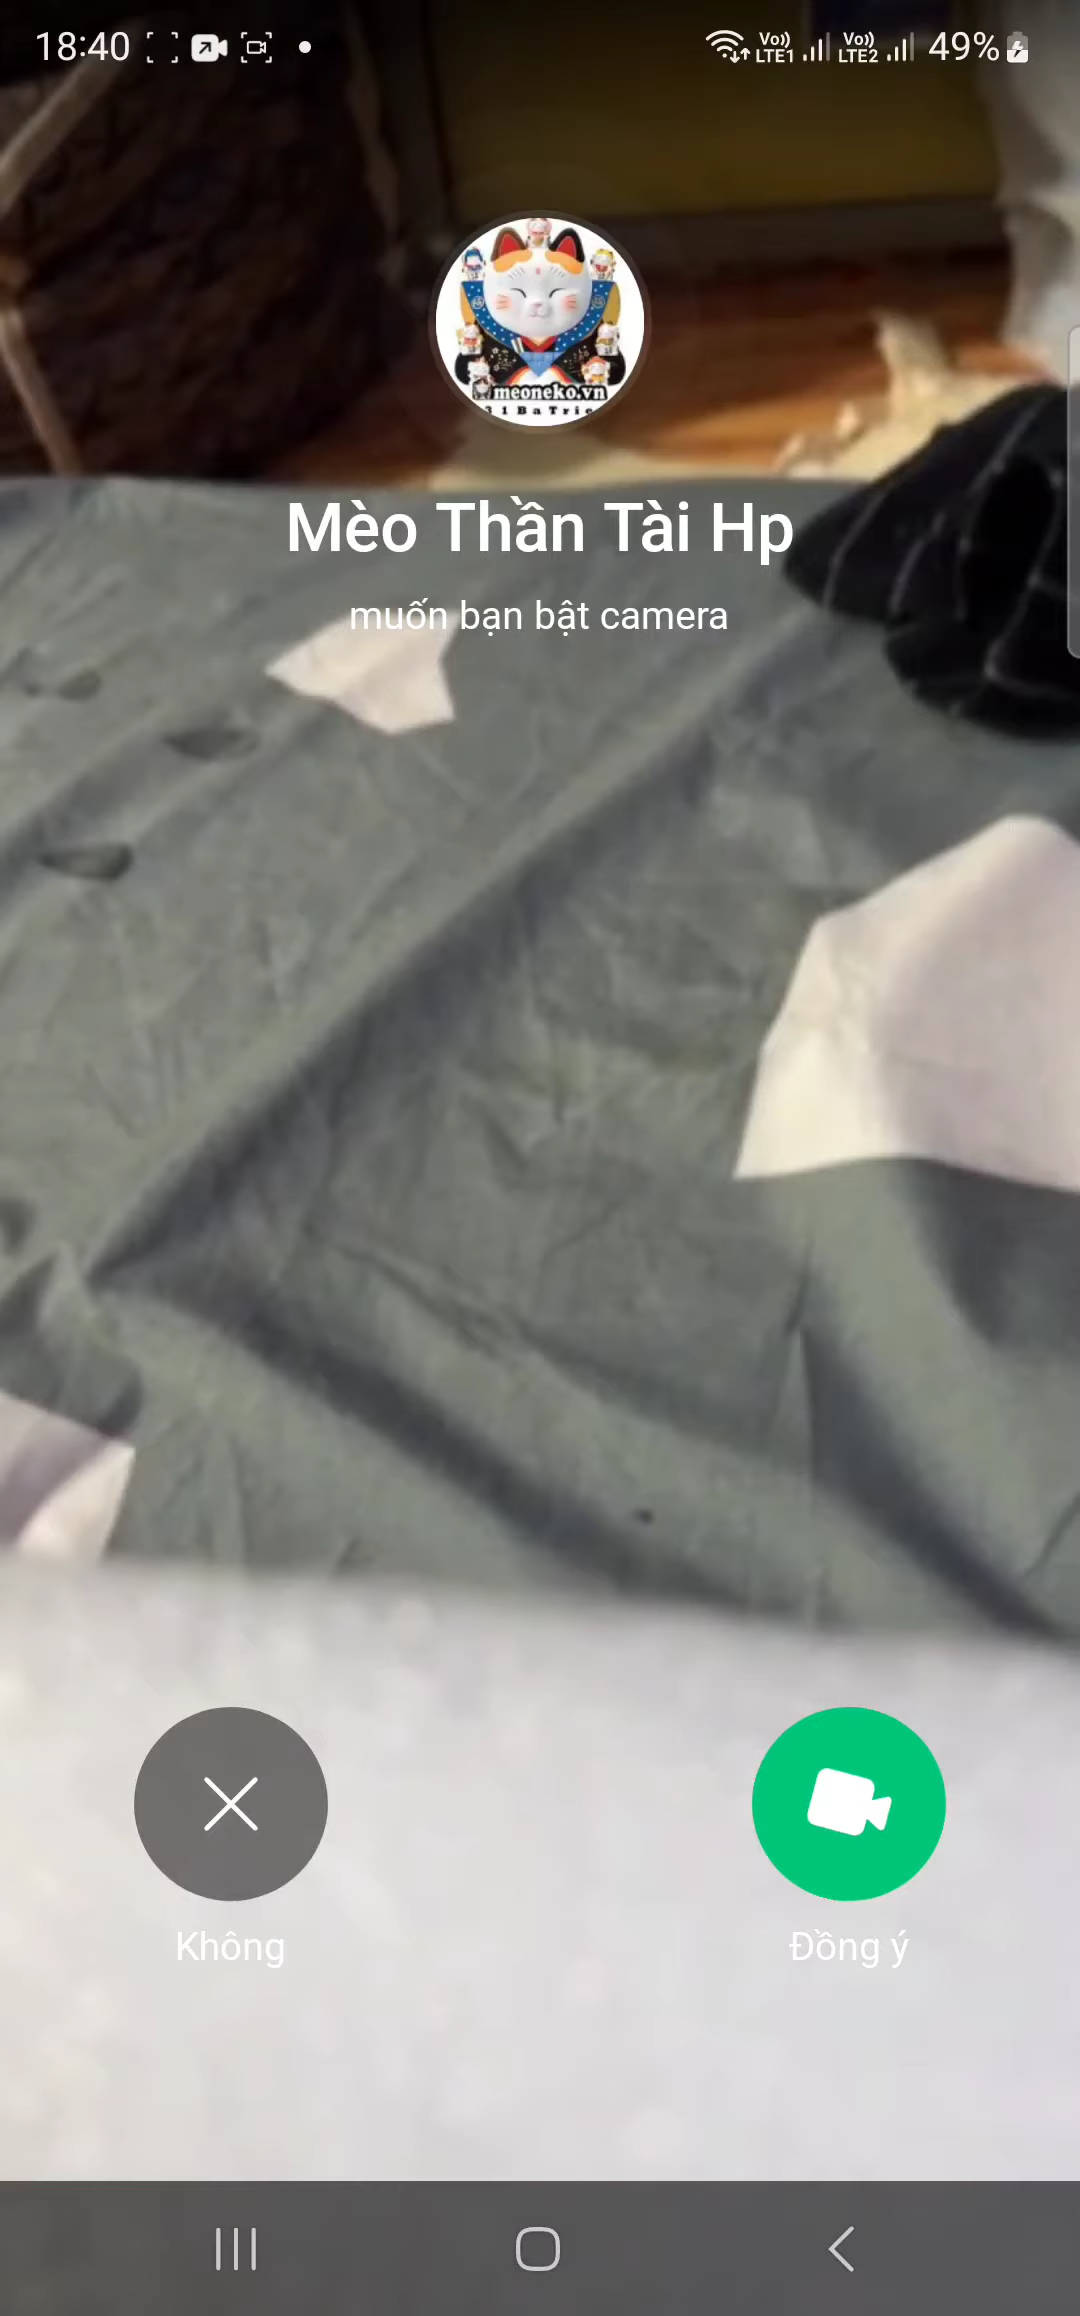 18:40
Vo)) LTE1 Vo)) LTE2 49%
meoneko.vn
31BaTrie
Mèo Thần Tài Hp
muốn bạn bật camera
Không
Đồng ý